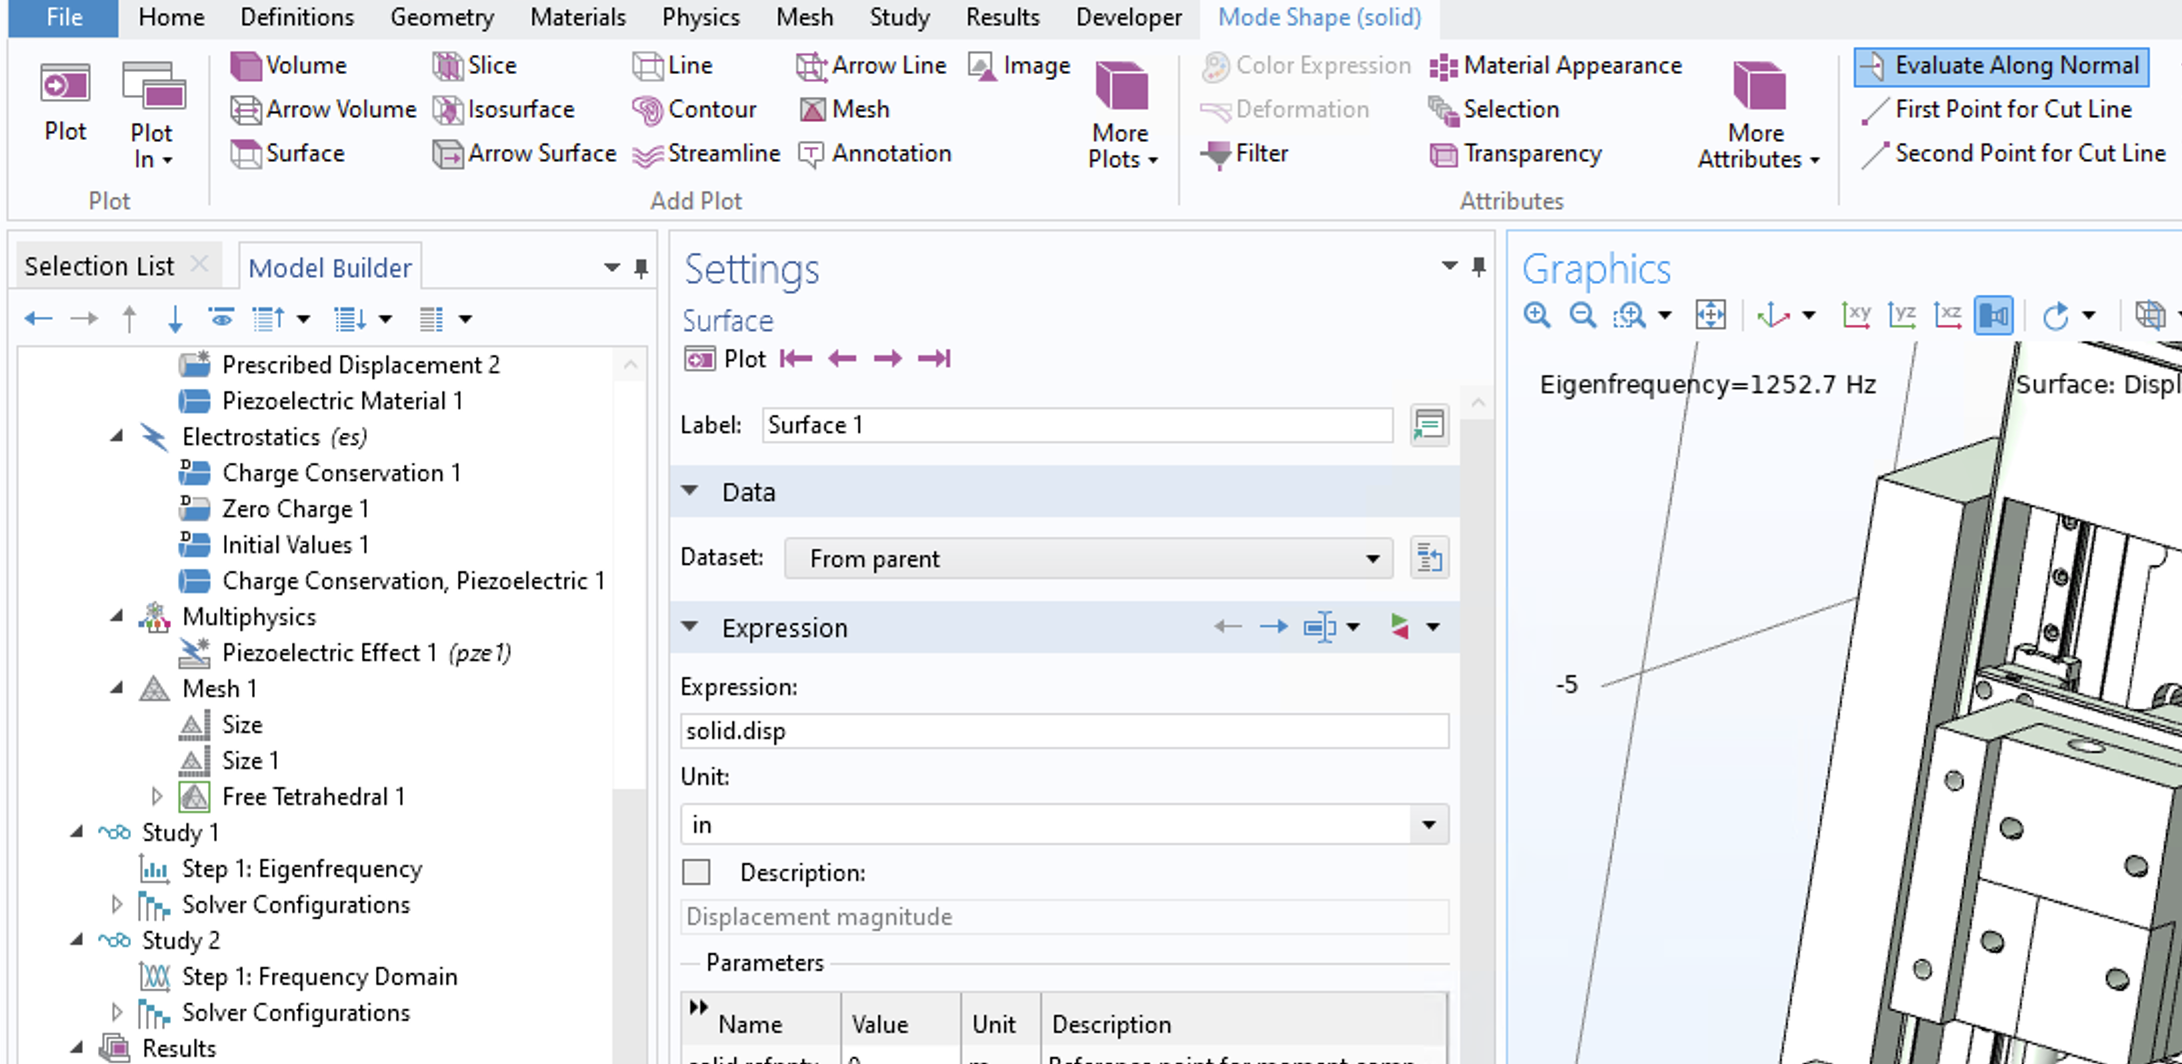 File Home Definitions Geometry Materials Physics Mesh Study Results Developer Mode Shape (solid)
Volume Slice Line Arrow Line Image Color Expression Material Appearance Evaluate Along Normal
Arrow Volume Isosurface Contour Mesh Deformation Selection First Point for Cut Line
Surface Arrow Surface Streamline Annotation Filter Transparency Second Point for Cut Line
Plot
Plot
In
More
Plots
More
Attributes
Plot Add Plot Attributes
Selection List Model Builder
Prescribed Displacement 2
Piezoelectric Material 1
Electrostatics (es)
D Charge Conservation 1
D Zero Charge 1
D Initial Values 1
Charge Conservation, Piezoelectric 1
Multiphysics
Piezoelectric Effect 1 (pze1)
Mesh 1
Size
Size 1
Free Tetrahedral 1
Study 1
Step 1: Eigenfrequency
Solver Configurations
Study 2
Step 1: Frequency Domain
Solver Configurations
Results
Settings
Surface
Plot
Label: Surface 1
Data
Dataset: From parent
Expression
Expression:
solid.disp
Unit:
in
Description:
Displacement magnitude
Parameters
Name Value Unit Description
Graphics
xy yz xz
Eigenfrequency=1252.7 Hz Surface: Displ
-5